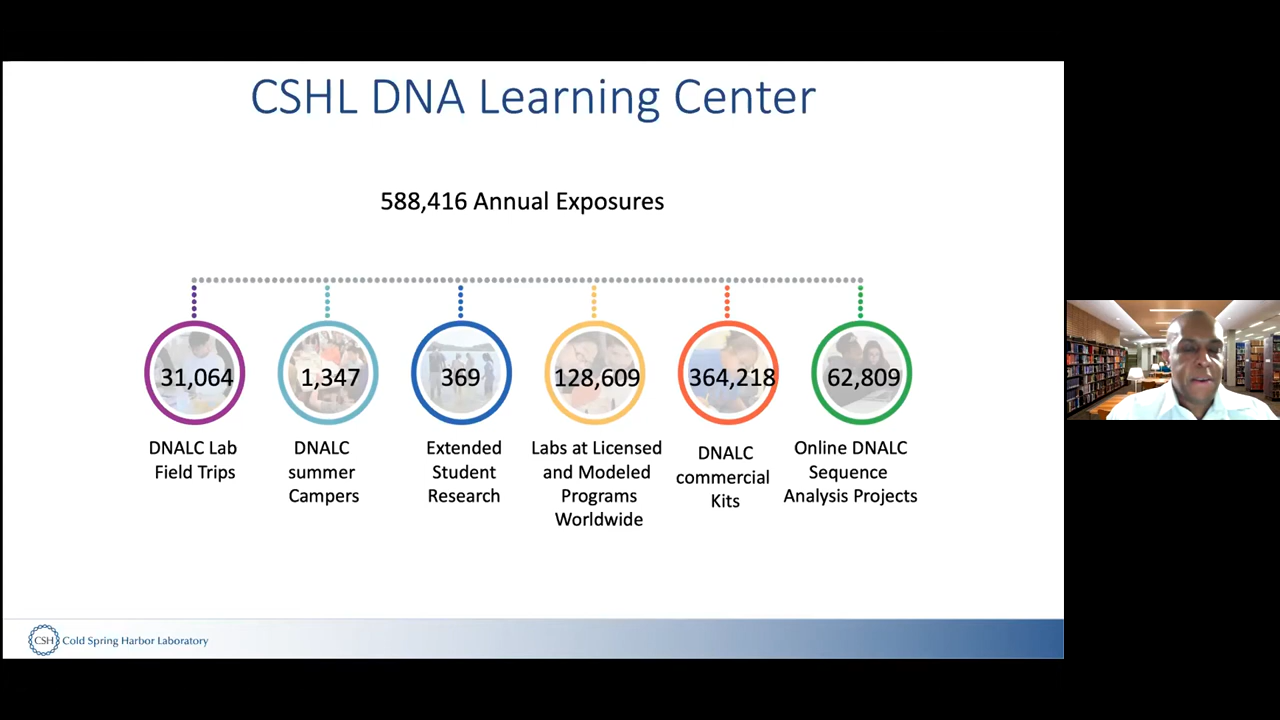 CSHL DNA Learning Center
588,416 Annual Exposures
31,064
1,347
369
128,609
364,218
62,809
DNALC Lab
Field Trips
DNALC
summer
Campers
Extended
Student
Research
Labs at Licensed
and Modeled
Programs
Worldwide
DNALC
commercial
Kits
Online DNALC
Sequence
Analysis Projects
CSH Cold Spring Harbor Laboratory